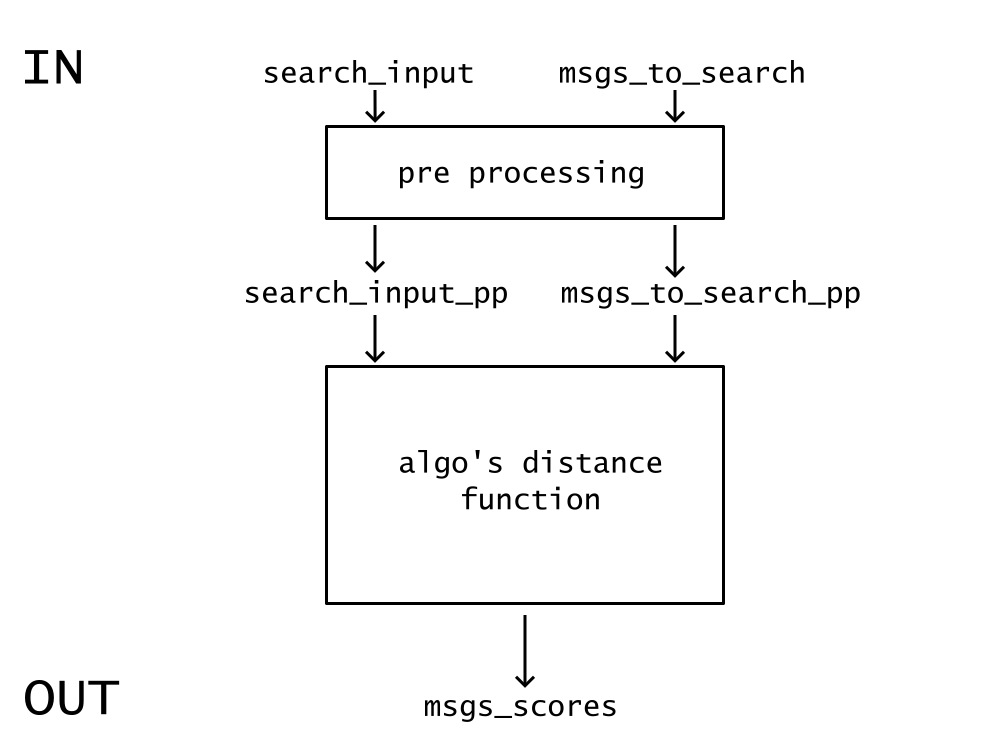 IN
search_input
msgs_to_search
pre processing
search_input_pp
msgs_to_search_pp
algo's distance
function
OUT
msgs_scores